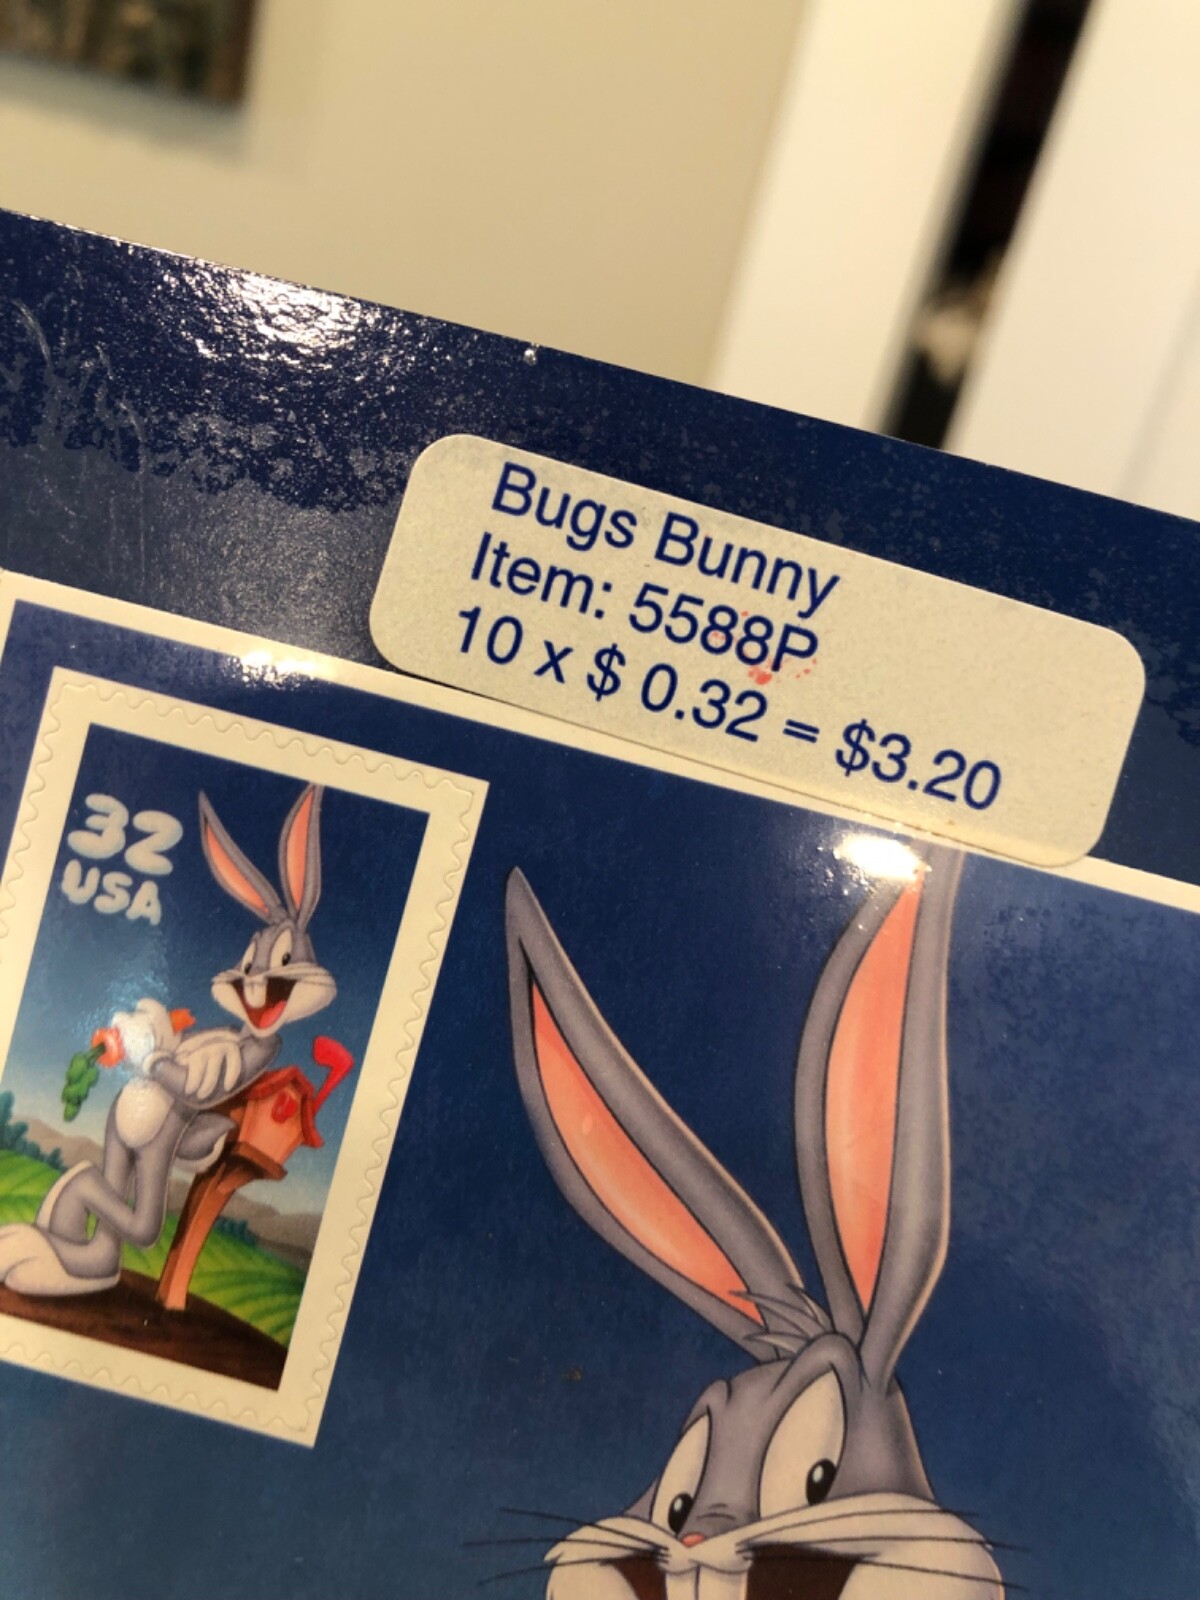 Bugs Bunny
Item: 5588P
10 x $ 0.32 = $3.20
32
USA